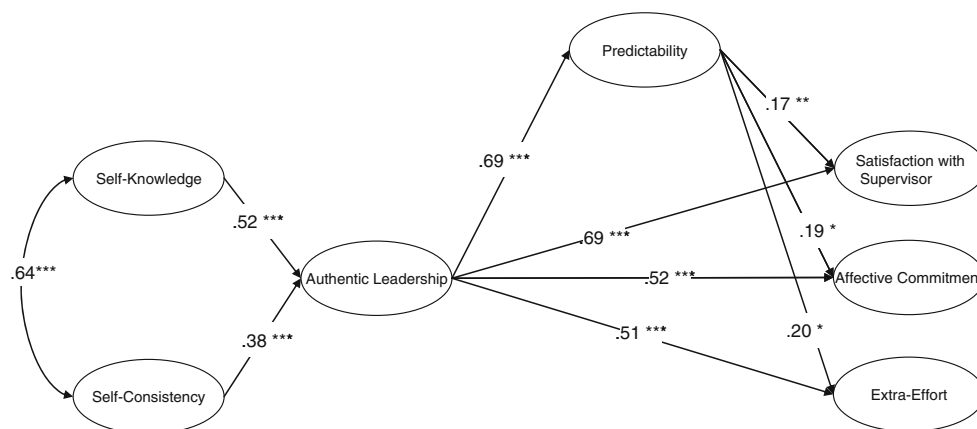 Predictability
.17 **
Self-Knowledge
.69 ***
Satisfaction with
Supervisor
.52 ***
.69 ***
.19 *
.64***
Authentic Leadership
.52 ***
Affective Commitment
.38 ***
.51 ***
.20 *
Self-Consistency
Extra-Effort